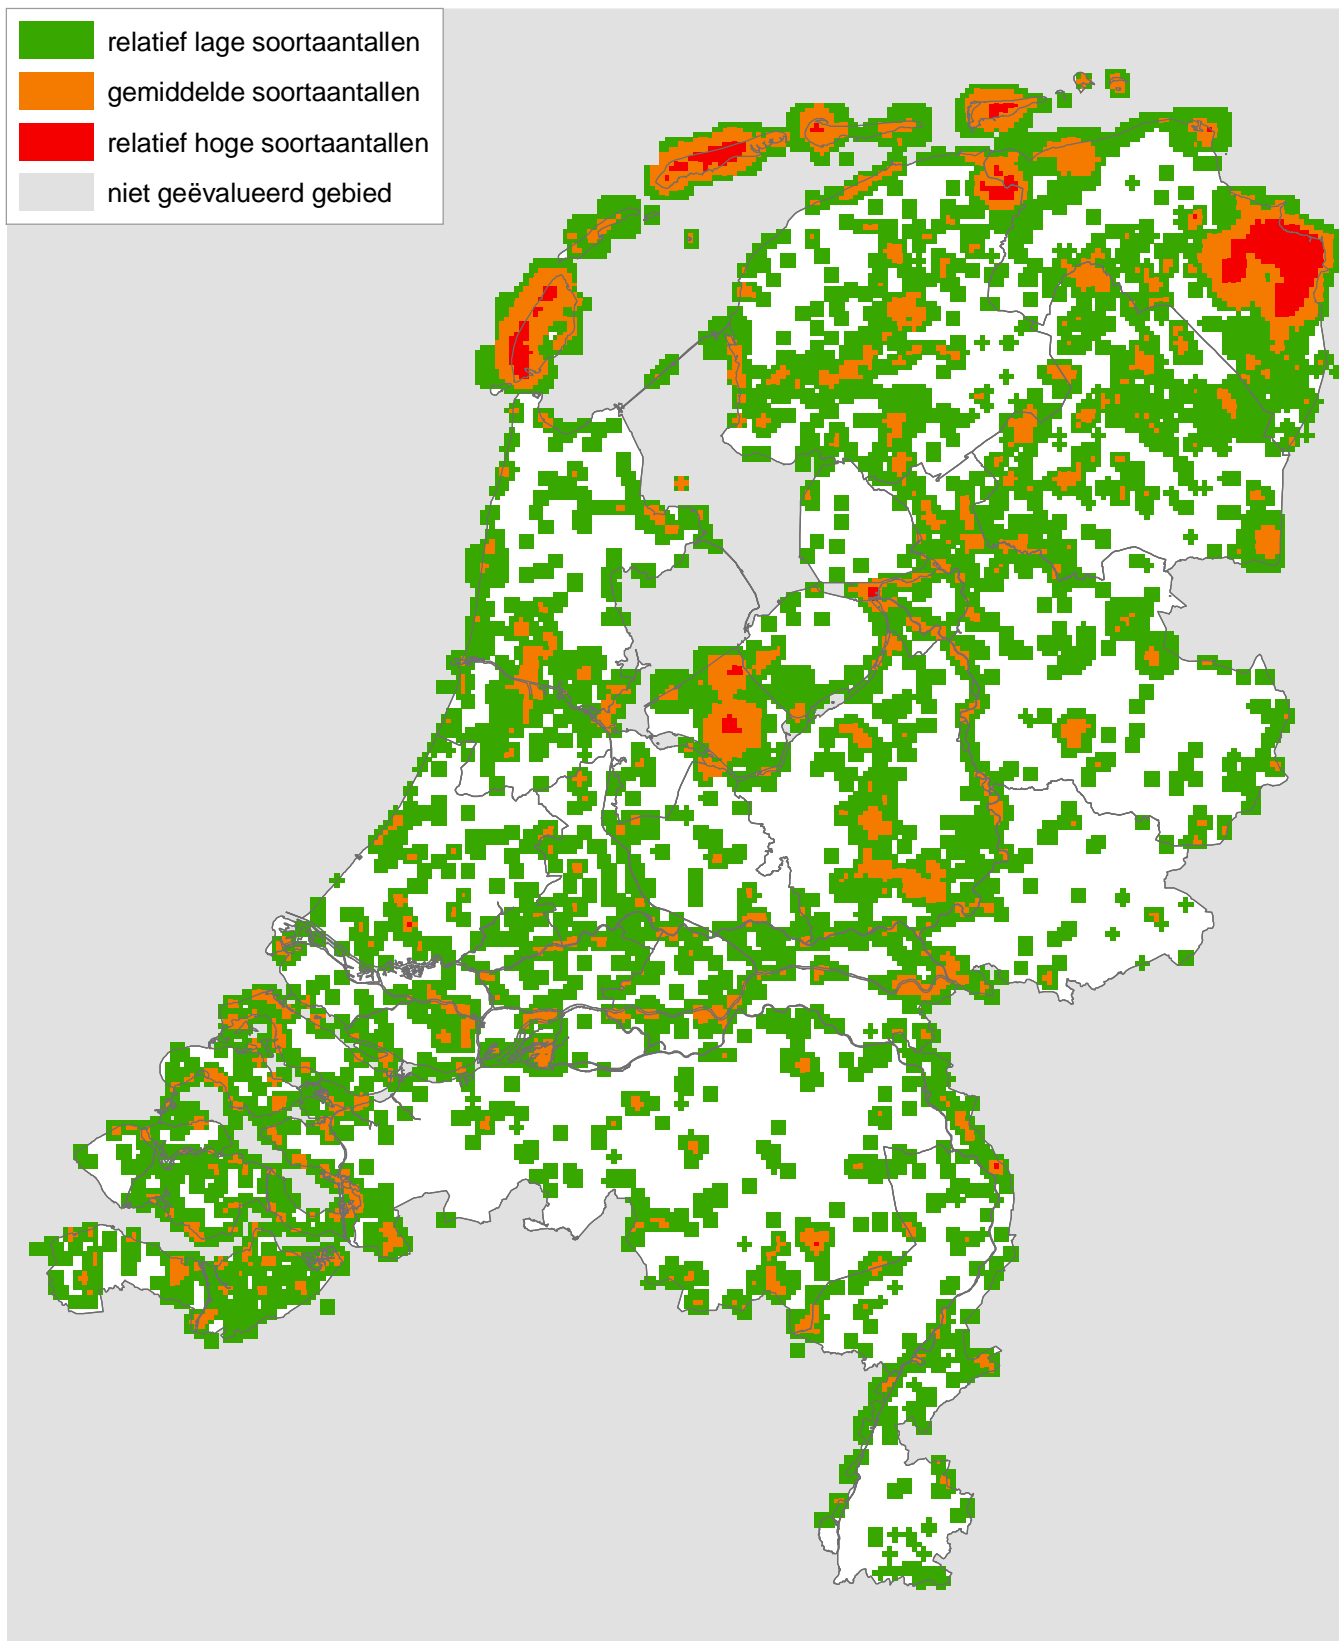 relatief lage soortaantallen
gemiddelde soortaantallen
relatief hoge soortaantallen
niet geëvalueerd gebied